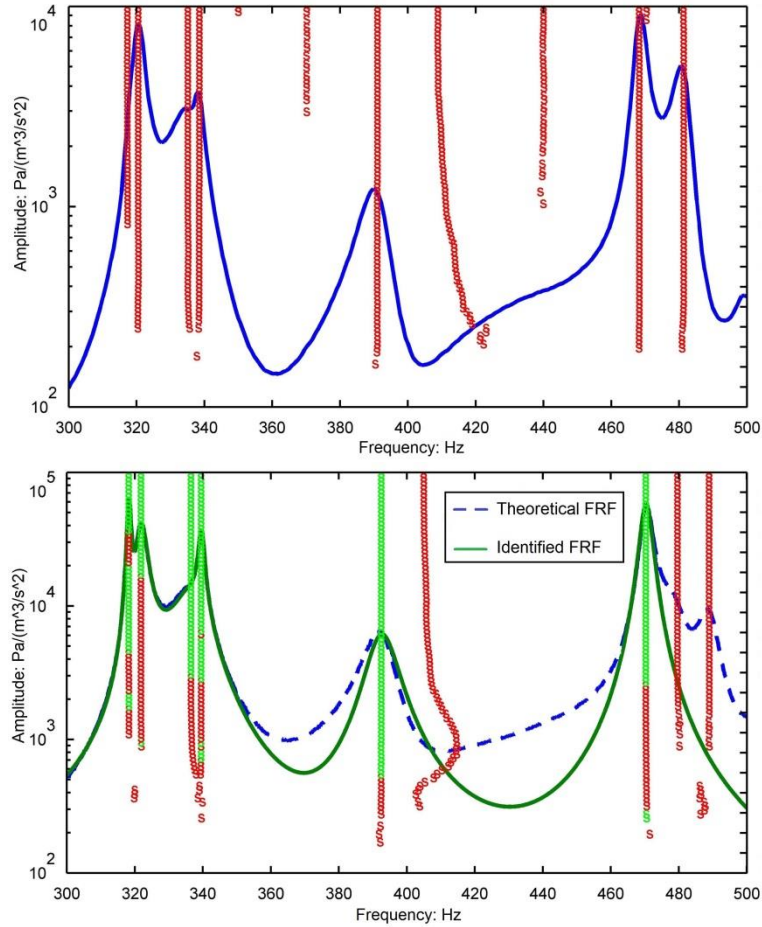 10^4
10^3
10^2
Amplitude: Pa/(m^3/s^2)
300 320 340 360 380 400 420 440 460 480 500
Frequency: Hz
10^5
10^4
10^3
10^2
Amplitude: Pa/(m^3/s^2)
Theoretical FRF
Identified FRF
300 320 340 360 380 400 420 440 460 480 500
Frequency: Hz